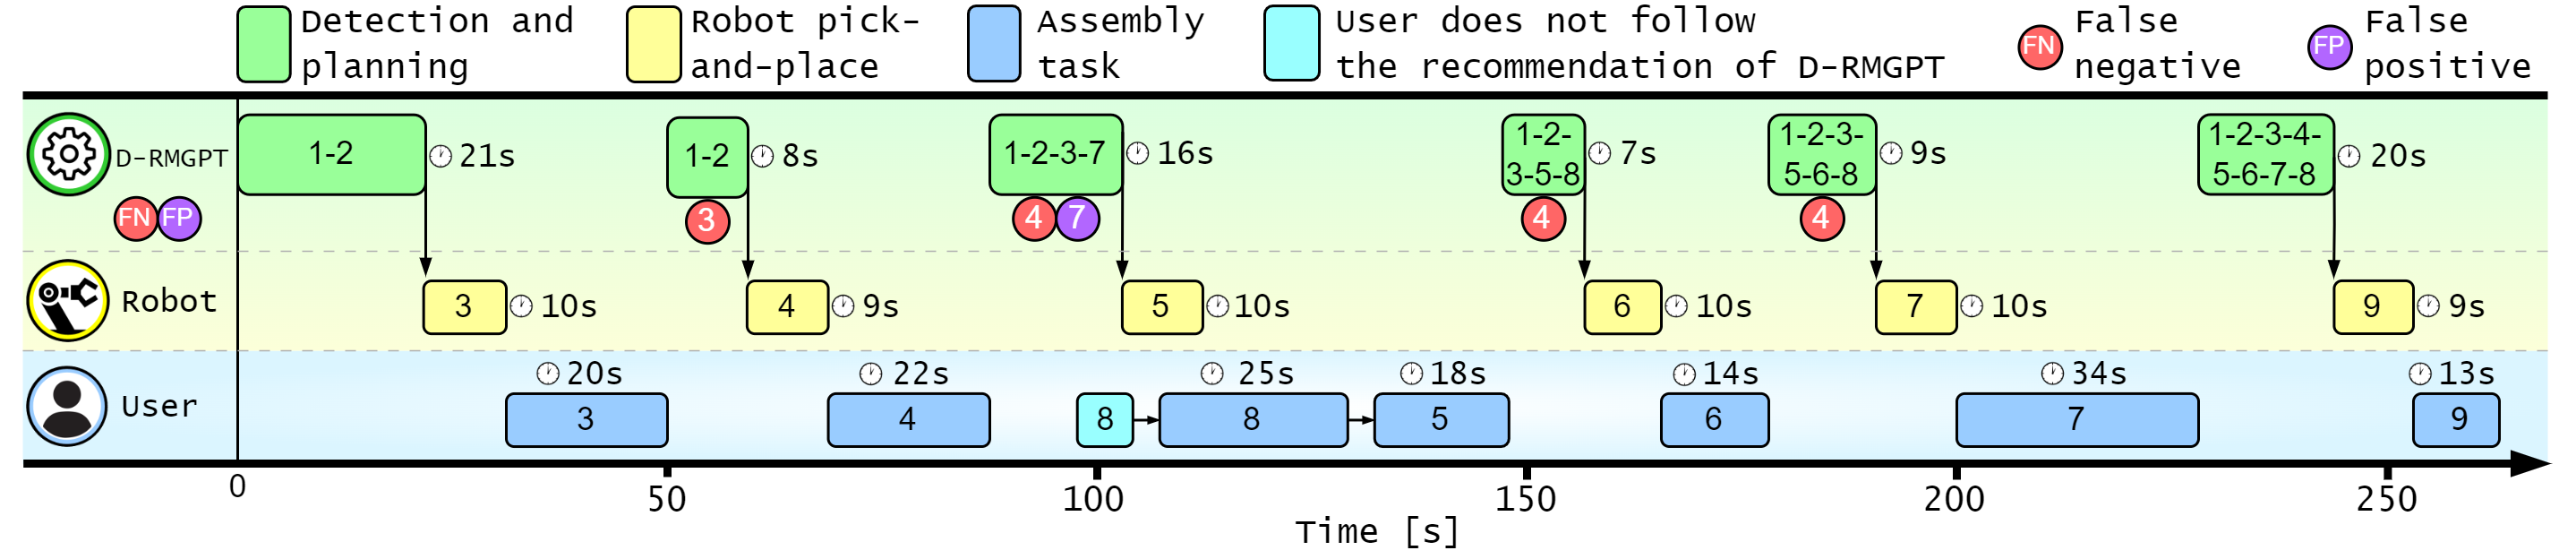 Detection and planning
Robot pick-and-place
Assembly task
User does not follow the recommendation of D-RMGPT
FN False negative
FP False positive
D-RMGPT
FN FP
1-2
21s
1-2
8s
3
1-2-3-7
16s
4 7
1-2-
3-5-8
7s
4
1-2-3-
5-6-8
9s
4
1-2-3-4-
5-6-7-8
20s
Robot
3 10s
4 9s
5 10s
6 10s
7 10s
9 9s
User
20s
3
22s
4
8
25s
8
18s
5
14s
6
34s
7
13s
9
0 50 100 150 200 250
Time [s]